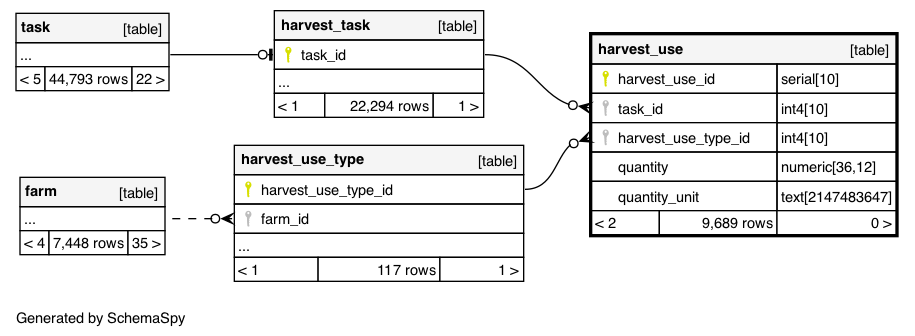 task [table]
...
< 5 44,793 rows 22 >
harvest_task [table]
task_id
...
< 1 22,294 rows 1 >
harvest_use [table]
harvest_use_id serial[10]
task_id int4[10]
harvest_use_type_id int4[10]
quantity numeric[36,12]
quantity_unit text[2147483647]
< 2 9,689 rows 0 >
harvest_use_type [table]
harvest_use_type_id
farm_id
...
< 1 117 rows 1 >
farm [table]
...
< 4 7,448 rows 35 >
Generated by SchemaSpy